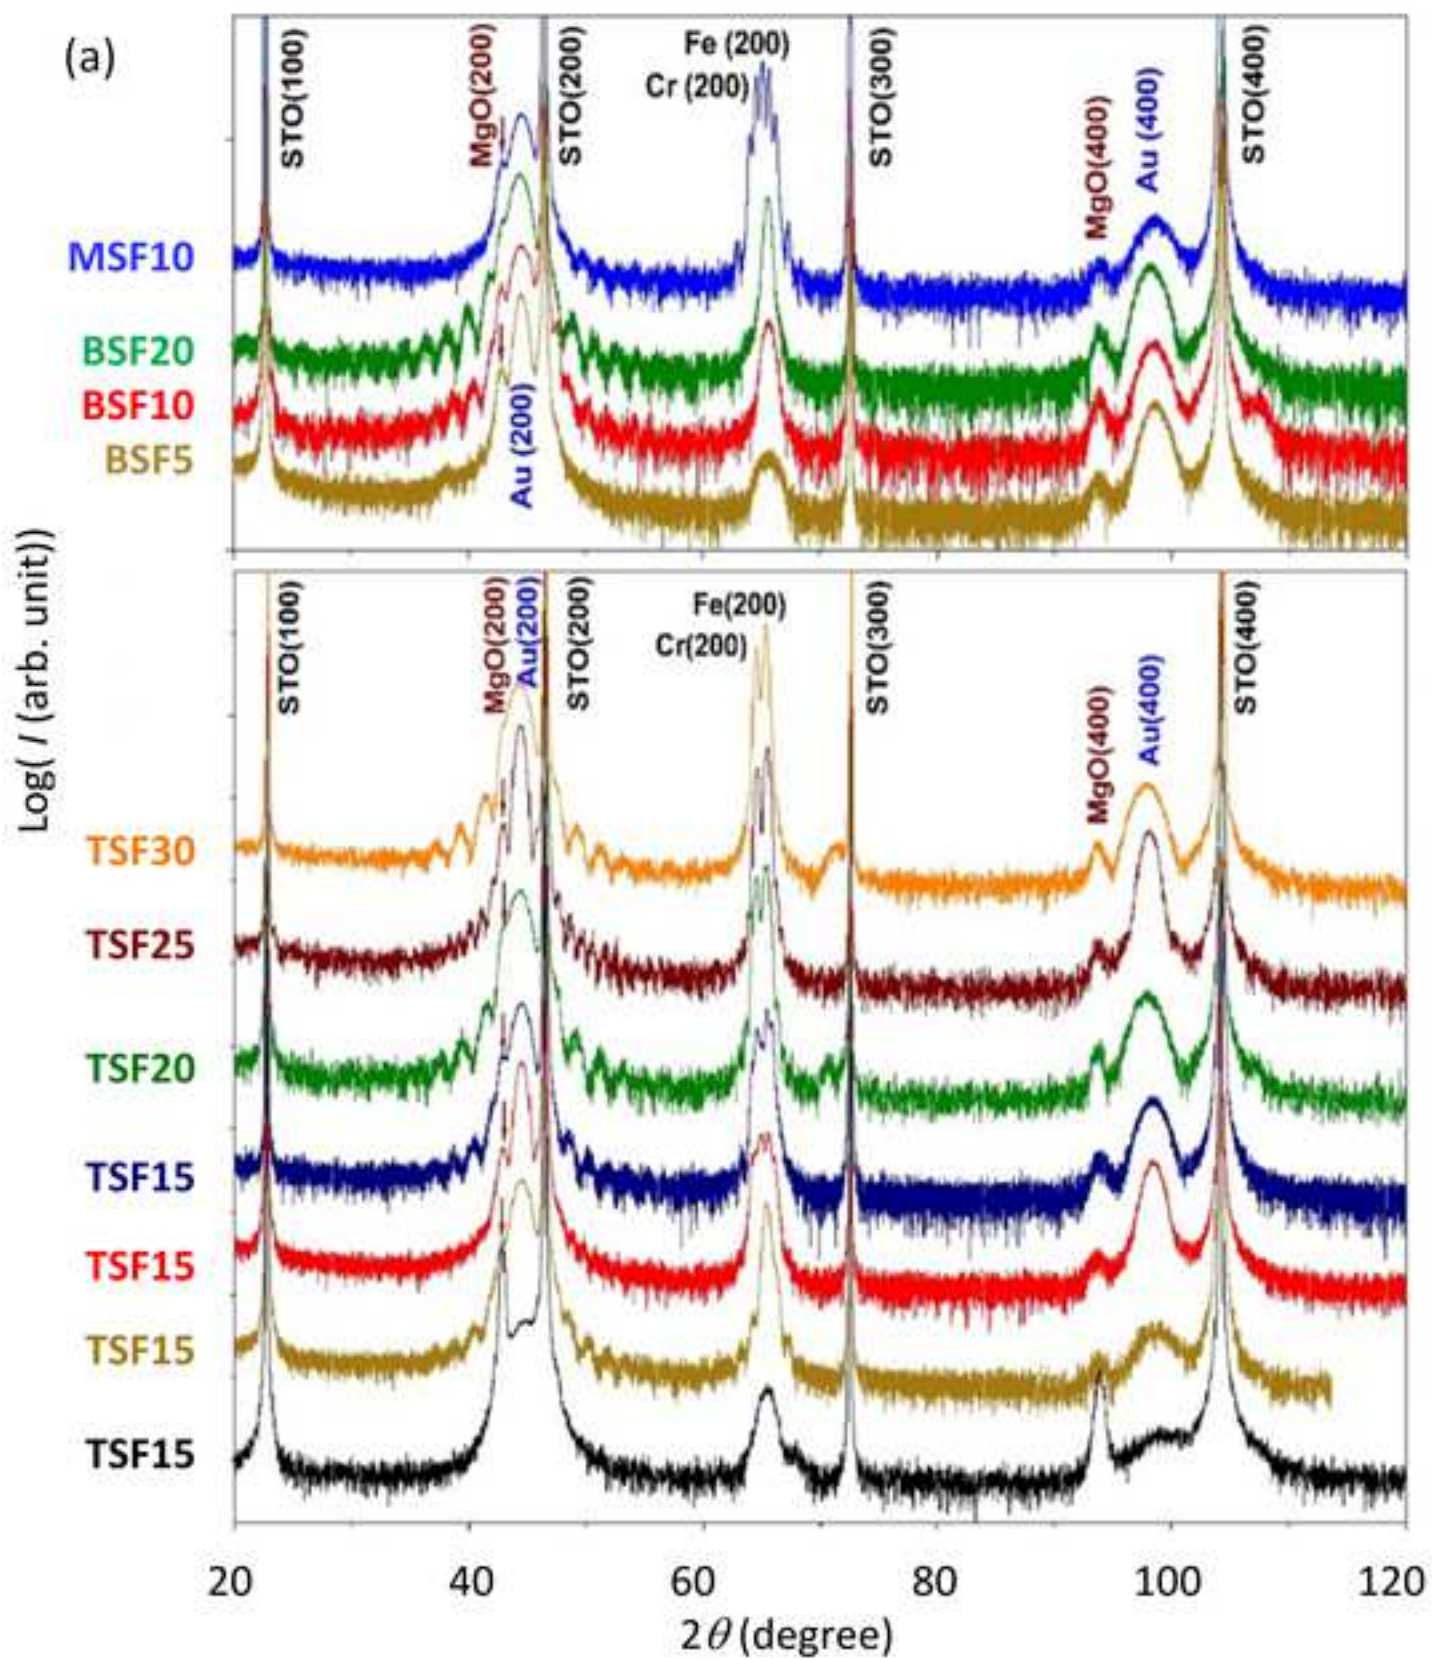 (a)
STO(100)
MgO(200)
STO(200)
Fe (200)
Cr (200)
STO(300)
MgO(400)
Au (400)
STO(400)
MSF10
BSF20
BSF10
BSF5
Au (200)
Log( I (arb. unit))
STO(100)
MgO(200)
Au(200)
STO(200)
Fe(200)
Cr(200)
STO(300)
MgO(400)
Au(400)
STO(400)
TSF30
TSF25
TSF20
TSF15
TSF15
TSF15
TSF15
20 40 60 80 100 120
2θ (degree)